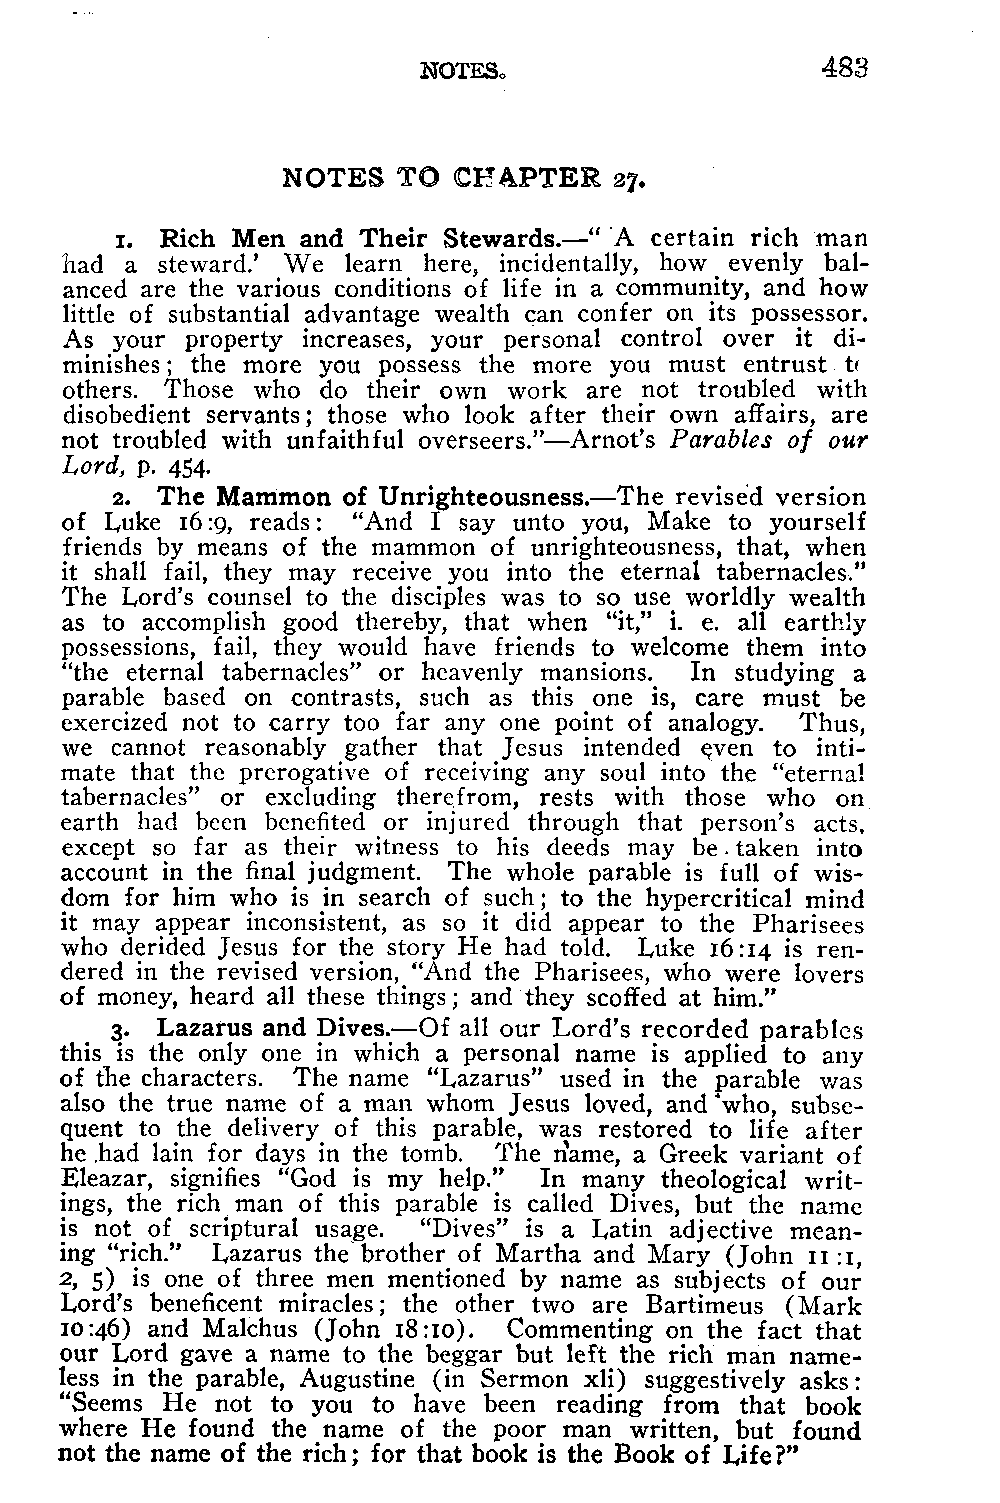 NOTES. 483
NOTES TO CHAPTER 27.
1. Rich Men and Their Stewards.—“ ‘A certain rich man
had a steward.’ We learn here, incidentally, how evenly bal-
anced are the various conditions of life in a community, and how
little of substantial advantage wealth can confer on its possessor.
As your property increases, your personal control over it di-
minishes; the more you possess the more you must entrust t
others. Those who do their own work are not troubled with
disobedient servants; those who look after their own affairs, are
not troubled with unfaithful overseers.”—Arnot’s Parables of our
Lord, p. 454.
2. The Mammon of Unrighteousness.—The revised version
of Luke 16:9, reads: “And I say unto you, Make to yourself
friends by means of the mammon of unrighteousness, that, when
it shall fail, they may receive you into the eternal tabernacles.”
The Lord’s counsel to the disciples was to so use worldly wealth
as to accomplish good thereby, that when “it,” i. e. all earthly
possessions, fail, they would have friends to welcome them into
“the eternal tabernacles” or heavenly mansions. In studying a
parable based on contrasts, such as this one is, care must be
exercized not to carry too far any one point of analogy. Thus,
we cannot reasonably gather that Jesus intended even to inti-
mate that the prerogative of receiving any soul into the “eternal
tabernacles” or excluding therefrom, rests with those who on
earth had been benefited or injured through that person’s acts,
except so far as their witness to his deeds may be taken into
account in the final judgment. The whole parable is full of wis-
dom for him who is in search of such; to the hypercritical mind
it may appear inconsistent, as so it did appear to the Pharisees
who derided Jesus for the story He had told. Luke 16:14 is ren-
dered in the revised version, “And the Pharisees, who were lovers
of money, heard all these things; and they scoffed at him.”
3. Lazarus and Dives.—Of all our Lord’s recorded parables
this is the only one in which a personal name is applied to any
of the characters. The name “Lazarus” used in the parable was
also the true name of a man whom Jesus loved, and who, subse-
quent to the delivery of this parable, was restored to life after
he had lain for days in the tomb. The name, a Greek variant of
Eleazar, signifies “God is my help.” In many theological writ-
ings, the rich man of this parable is called Dives, but the name
is not of scriptural usage. “Dives” is a Latin adjective mean-
ing “rich.” Lazarus the brother of Martha and Mary (John 11:1,
2, 5) is one of three men mentioned by name as subjects of our
Lord’s beneficent miracles; the other two are Bartimeus (Mark
10:46) and Malchus (John 18:10). Commenting on the fact that
our Lord gave a name to the beggar but left the rich man name-
less in the parable, Augustine (in Sermon xli) suggestively asks:
“Seems He not to you to have been reading from that book
where He found the name of the poor man written, but found
not the name of the rich; for that book is the Book of Life?”